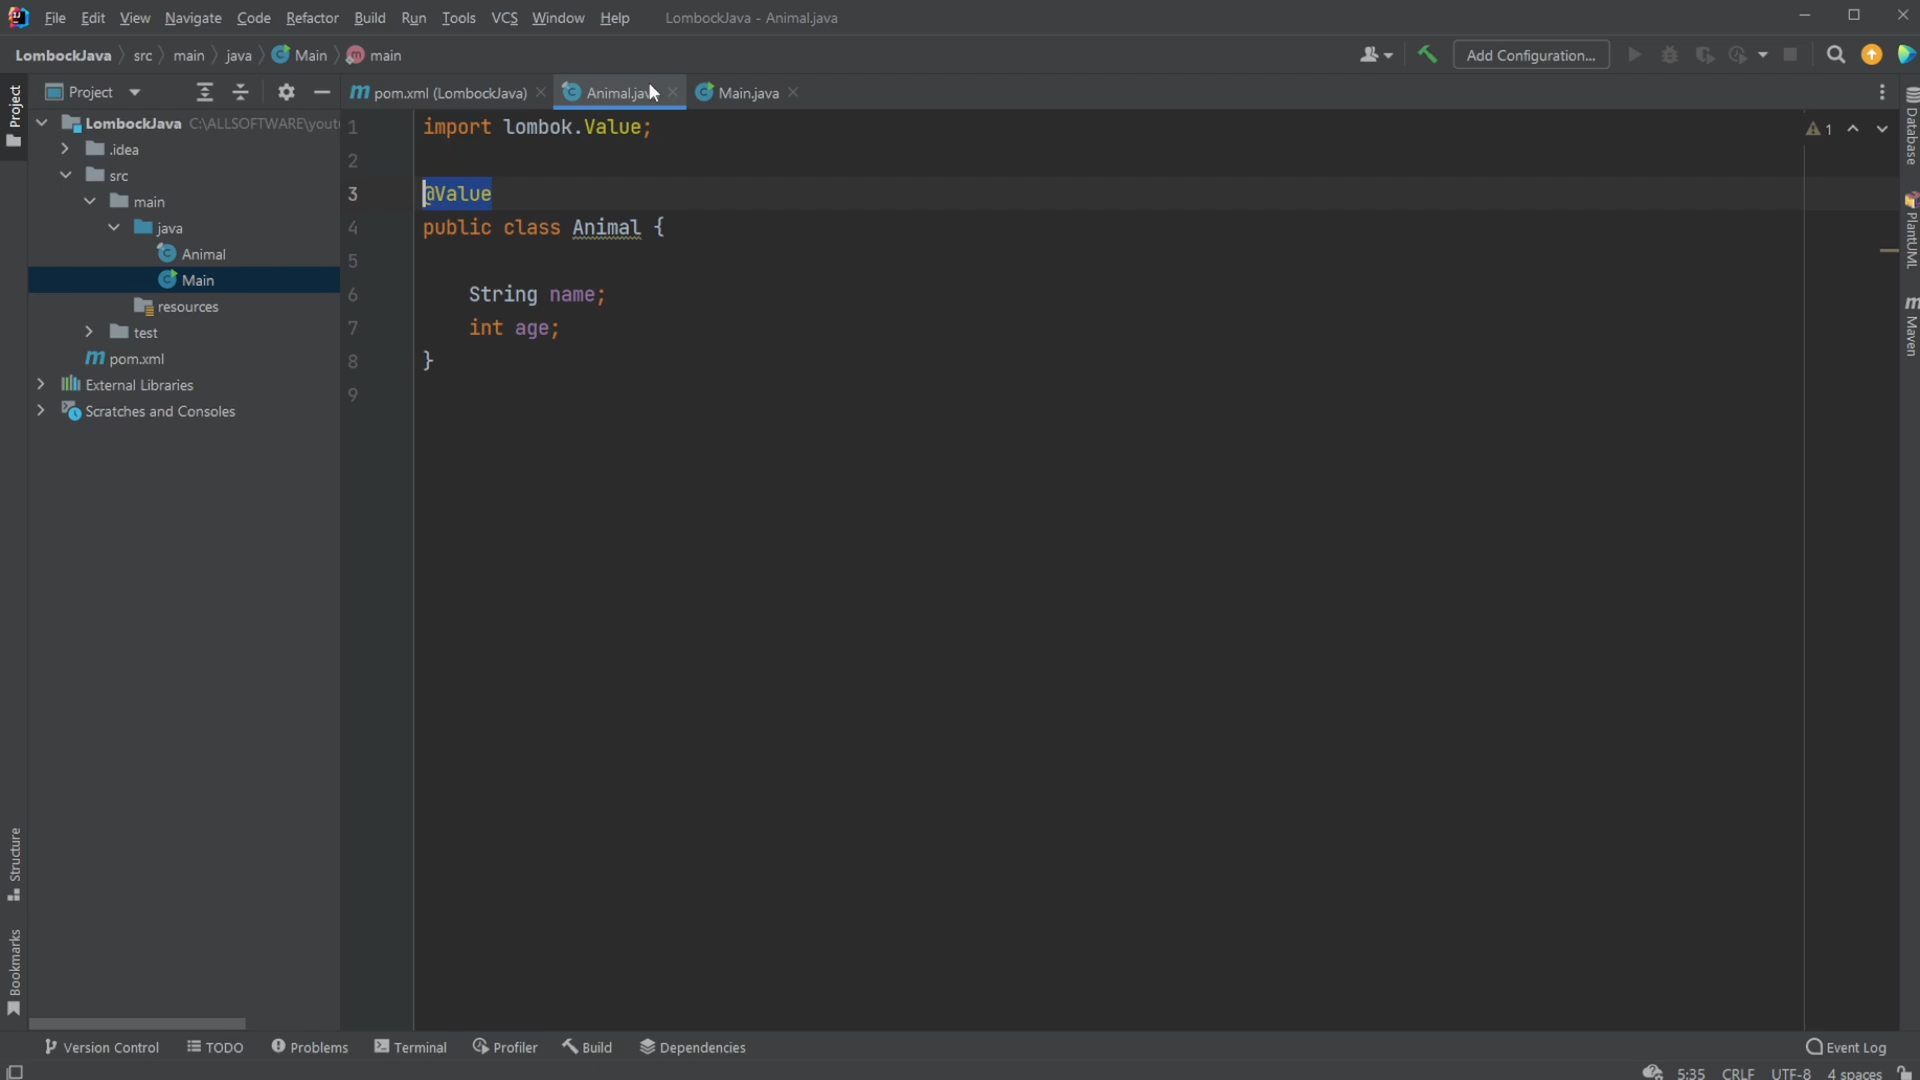 File Edit View Navigate Code Refactor Build Run Tools VCS Window Help LombockJava - Animal.java
LombockJava src main java Main main
Add Configuration...
Project
pom.xml (LombockJava) Animal.jav Main.java
Project
LombockJava C:\ALLSOFTWARE\yout
.idea
src
main
java
Animal
Main
resources
test
pom.xml
External Libraries
Scratches and Consoles
1 import lombok.Value;
2
3 @Value
4 public class Animal {
5
6 String name;
7 int age;
8 }
9
1
Database
PlantUML
Maven
Structure
Bookmarks
Version Control TODO Problems Terminal Profiler Build Dependencies
Event Log
5:35 CRLF UTF-8 4 spaces